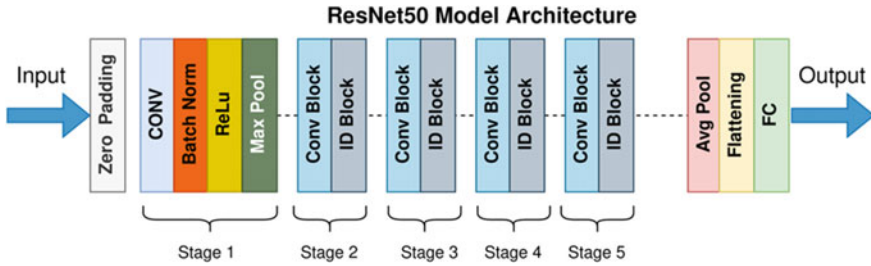 ResNet50 Model Architecture
Input
Zero Padding
CONV
Batch Norm
ReLu
Max Pool
Conv Block
ID Block
Conv Block
ID Block
Conv Block
ID Block
Conv Block
ID Block
Avg Pool
Flattening
FC
Output
Stage 1
Stage 2
Stage 3
Stage 4
Stage 5